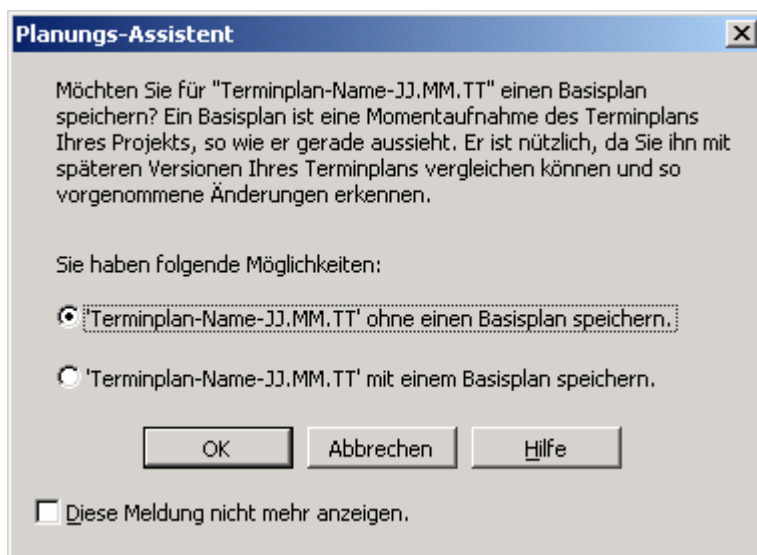 Planungs-Assistent
Möchten Sie für "Terminplan-Name-JJ.MM.TT" einen Basisplan
speichern? Ein Basisplan ist eine Momentaufnahme des Terminplans
Ihres Projekts, so wie er gerade aussieht. Er ist nützlich, da Sie ihn mit
späteren Versionen Ihres Terminplans vergleichen können und so
vorgenommene Änderungen erkennen.
Sie haben folgende Möglichkeiten:
'Terminplan-Name-JJ.MM.TT' ohne einen Basisplan speichern.
'Terminplan-Name-JJ.MM.TT' mit einem Basisplan speichern.
OK Abbrechen Hilfe
Diese Meldung nicht mehr anzeigen.